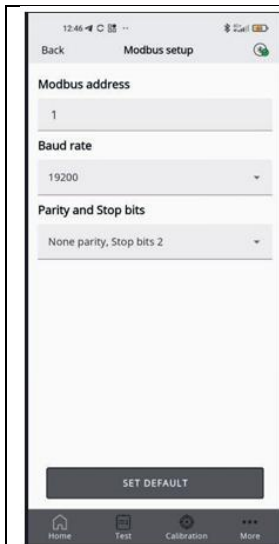 12:46
Back Modbus setup
Modbus address
1
Baud rate
19200
Parity and Stop bits
None parity, Stop bits 2
SET DEFAULT
Home Test Calibration More